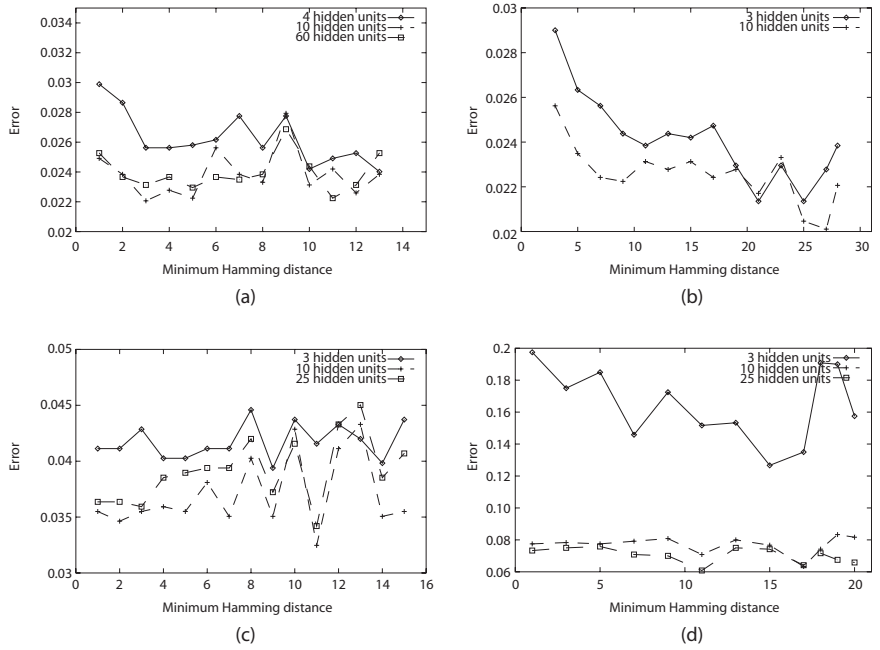 4 hidden units
10 hidden units
60 hidden units
0.034
0.032
0.03
0.028
0.026
0.024
0.022
0.02
Error
0 2 4 6 8 10 12 14
Minimum Hamming distance
(a)
3 hidden units
10 hidden units
0.03
0.028
0.026
0.024
0.022
0.02
Error
0 5 10 15 20 25 30
Minimum Hamming distance
(b)
3 hidden units
10 hidden units
25 hidden units
0.05
0.045
0.04
0.035
0.03
Error
0 2 4 6 8 10 12 14 16
Minimum Hamming distance
(c)
3 hidden units
10 hidden units
25 hidden units
0.2
0.18
0.16
0.14
0.12
0.1
0.08
0.06
Error
0 5 10 15 20
Minimum Hamming distance
(d)